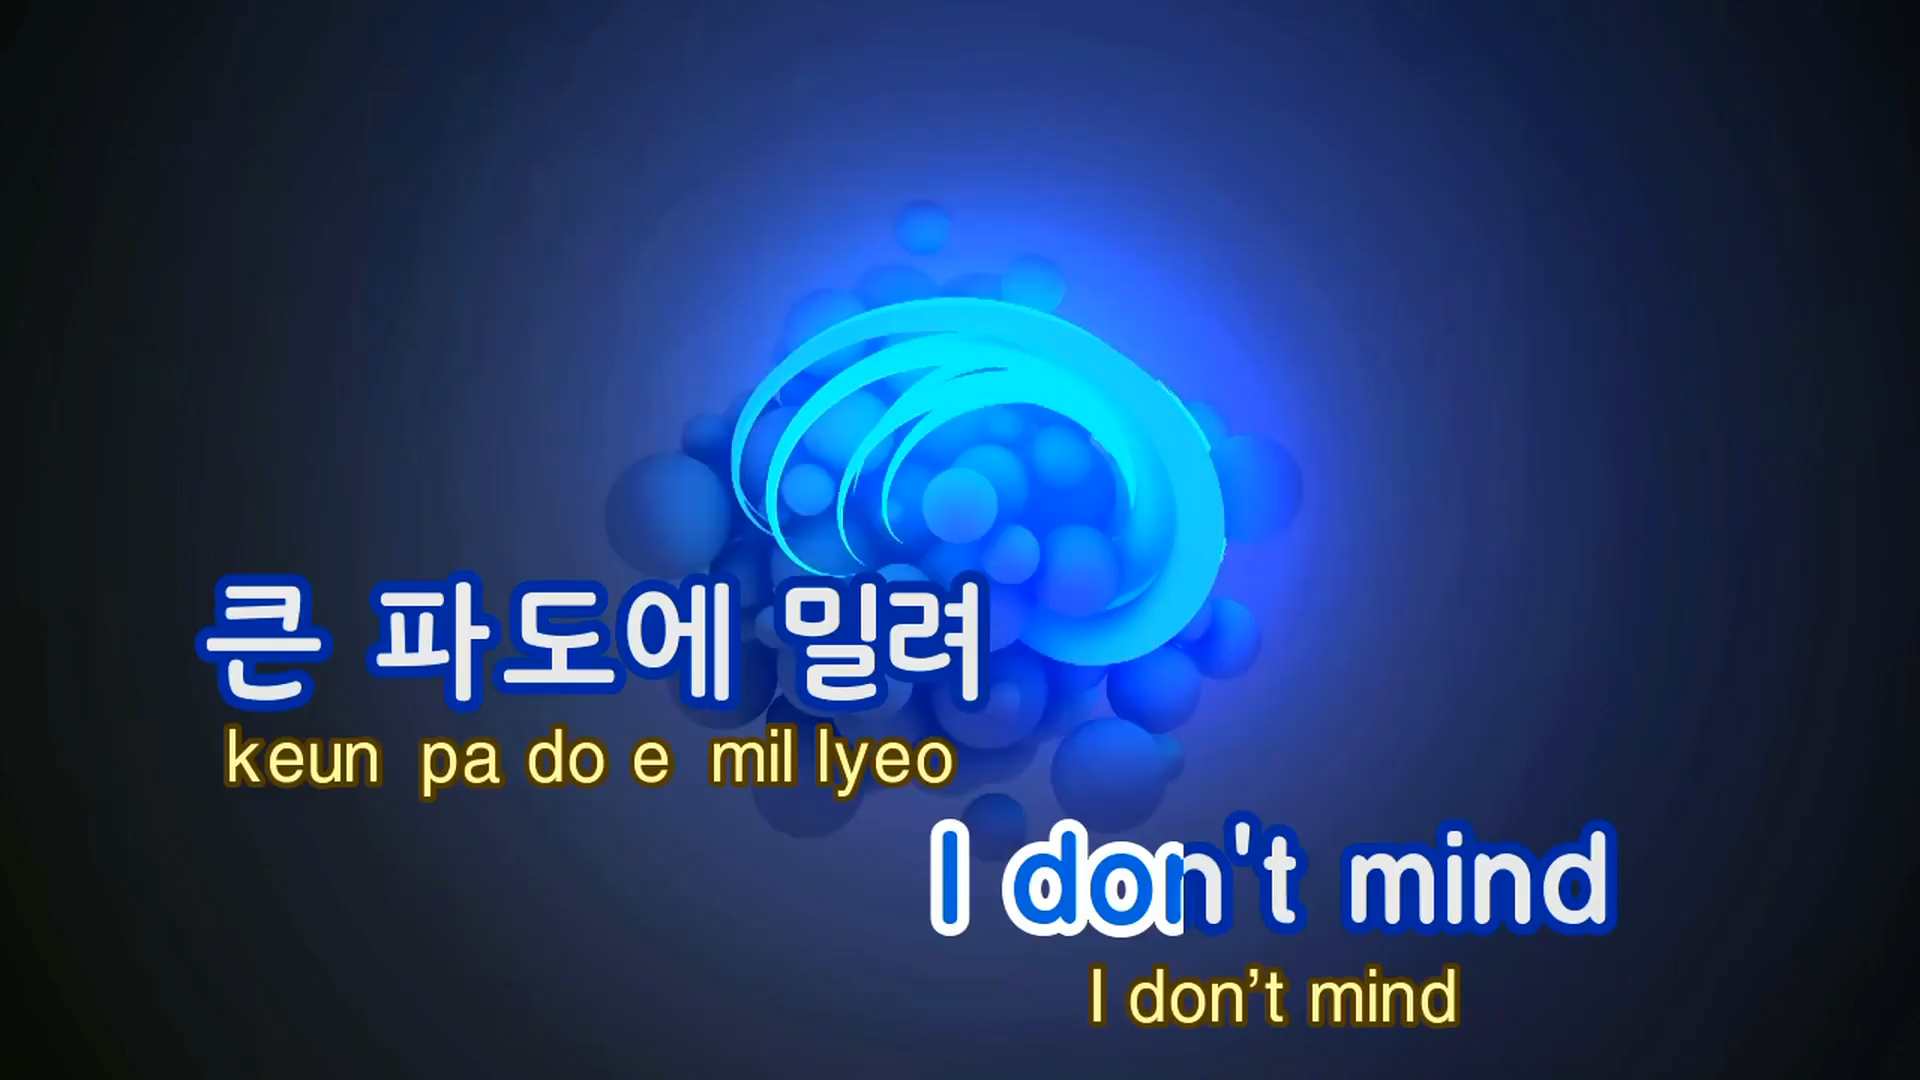 큰 파도에 밀려
keun pa do e mil lyeo
I don't mind
I don’t mind